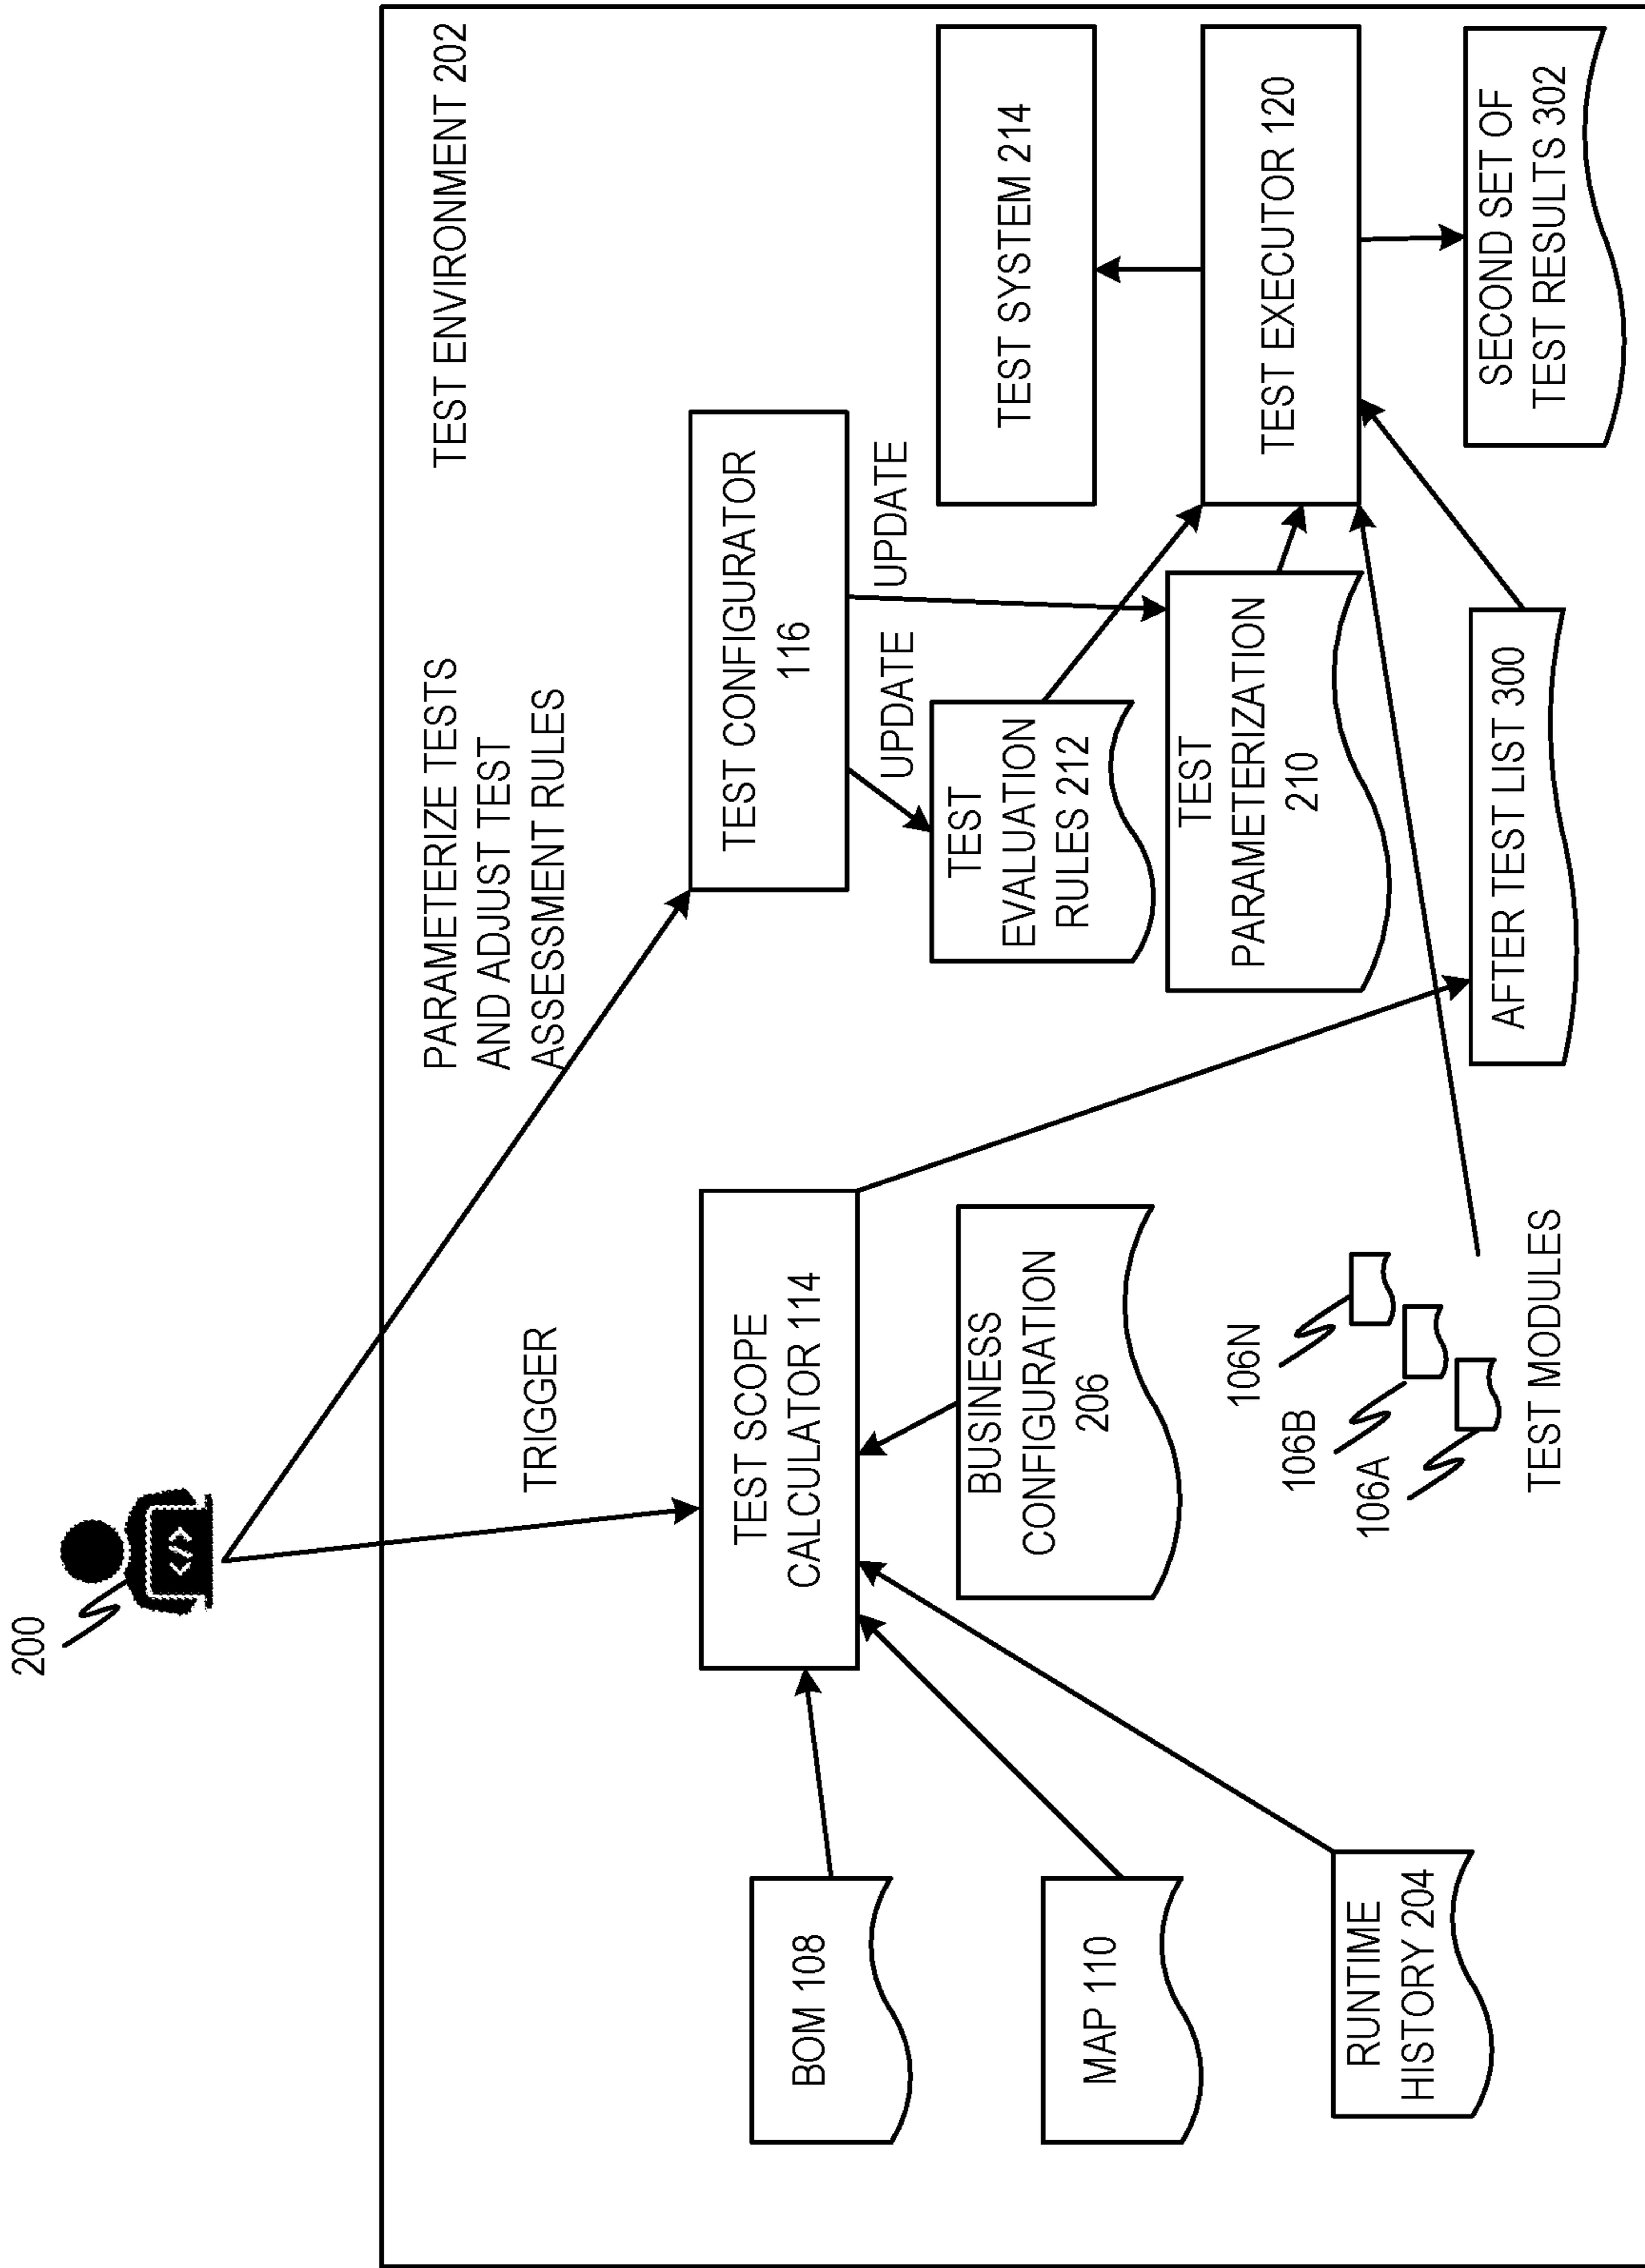 200
TEST ENVIRONMENT 202
TRIGGER
PARAMETERIZE TESTS
AND ADJUST TEST
ASSESSMENT RULES
BOM 108
MAP 110
RUNTIME
HISTORY 204
TEST SCOPE
CALCULATOR 114
BUSINESS
CONFIGURATION
206
106N
106B
106A
TEST MODULES
TEST CONFIGURATOR
116
UPDATE
UPDATE
TEST
EVALUATION
RULES 212
TEST
PARAMETERIZATION
210
AFTER TEST LIST 300
TEST SYSTEM 214
TEST EXECUTOR 120
SECOND SET OF
TEST RESULTS 302